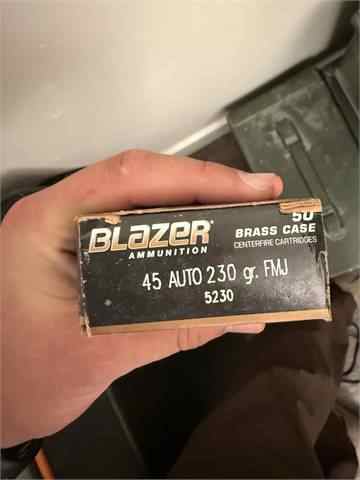 50
BLAZER®
BRASS CASE
AMMUNITION
CENTERFIRE CARTRIDGES
45 AUTO 230 gr. FMJ
5230